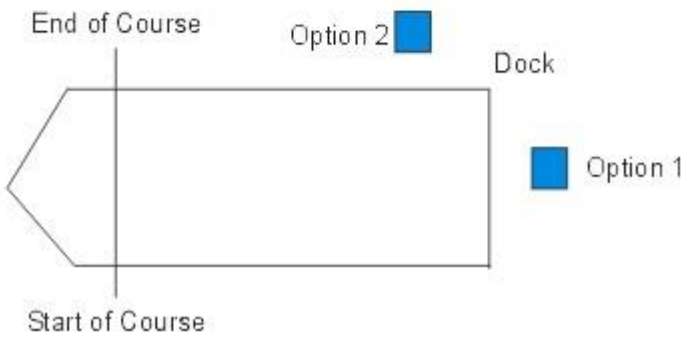 End of Course
Option 2
Dock
Option 1
Start of Course